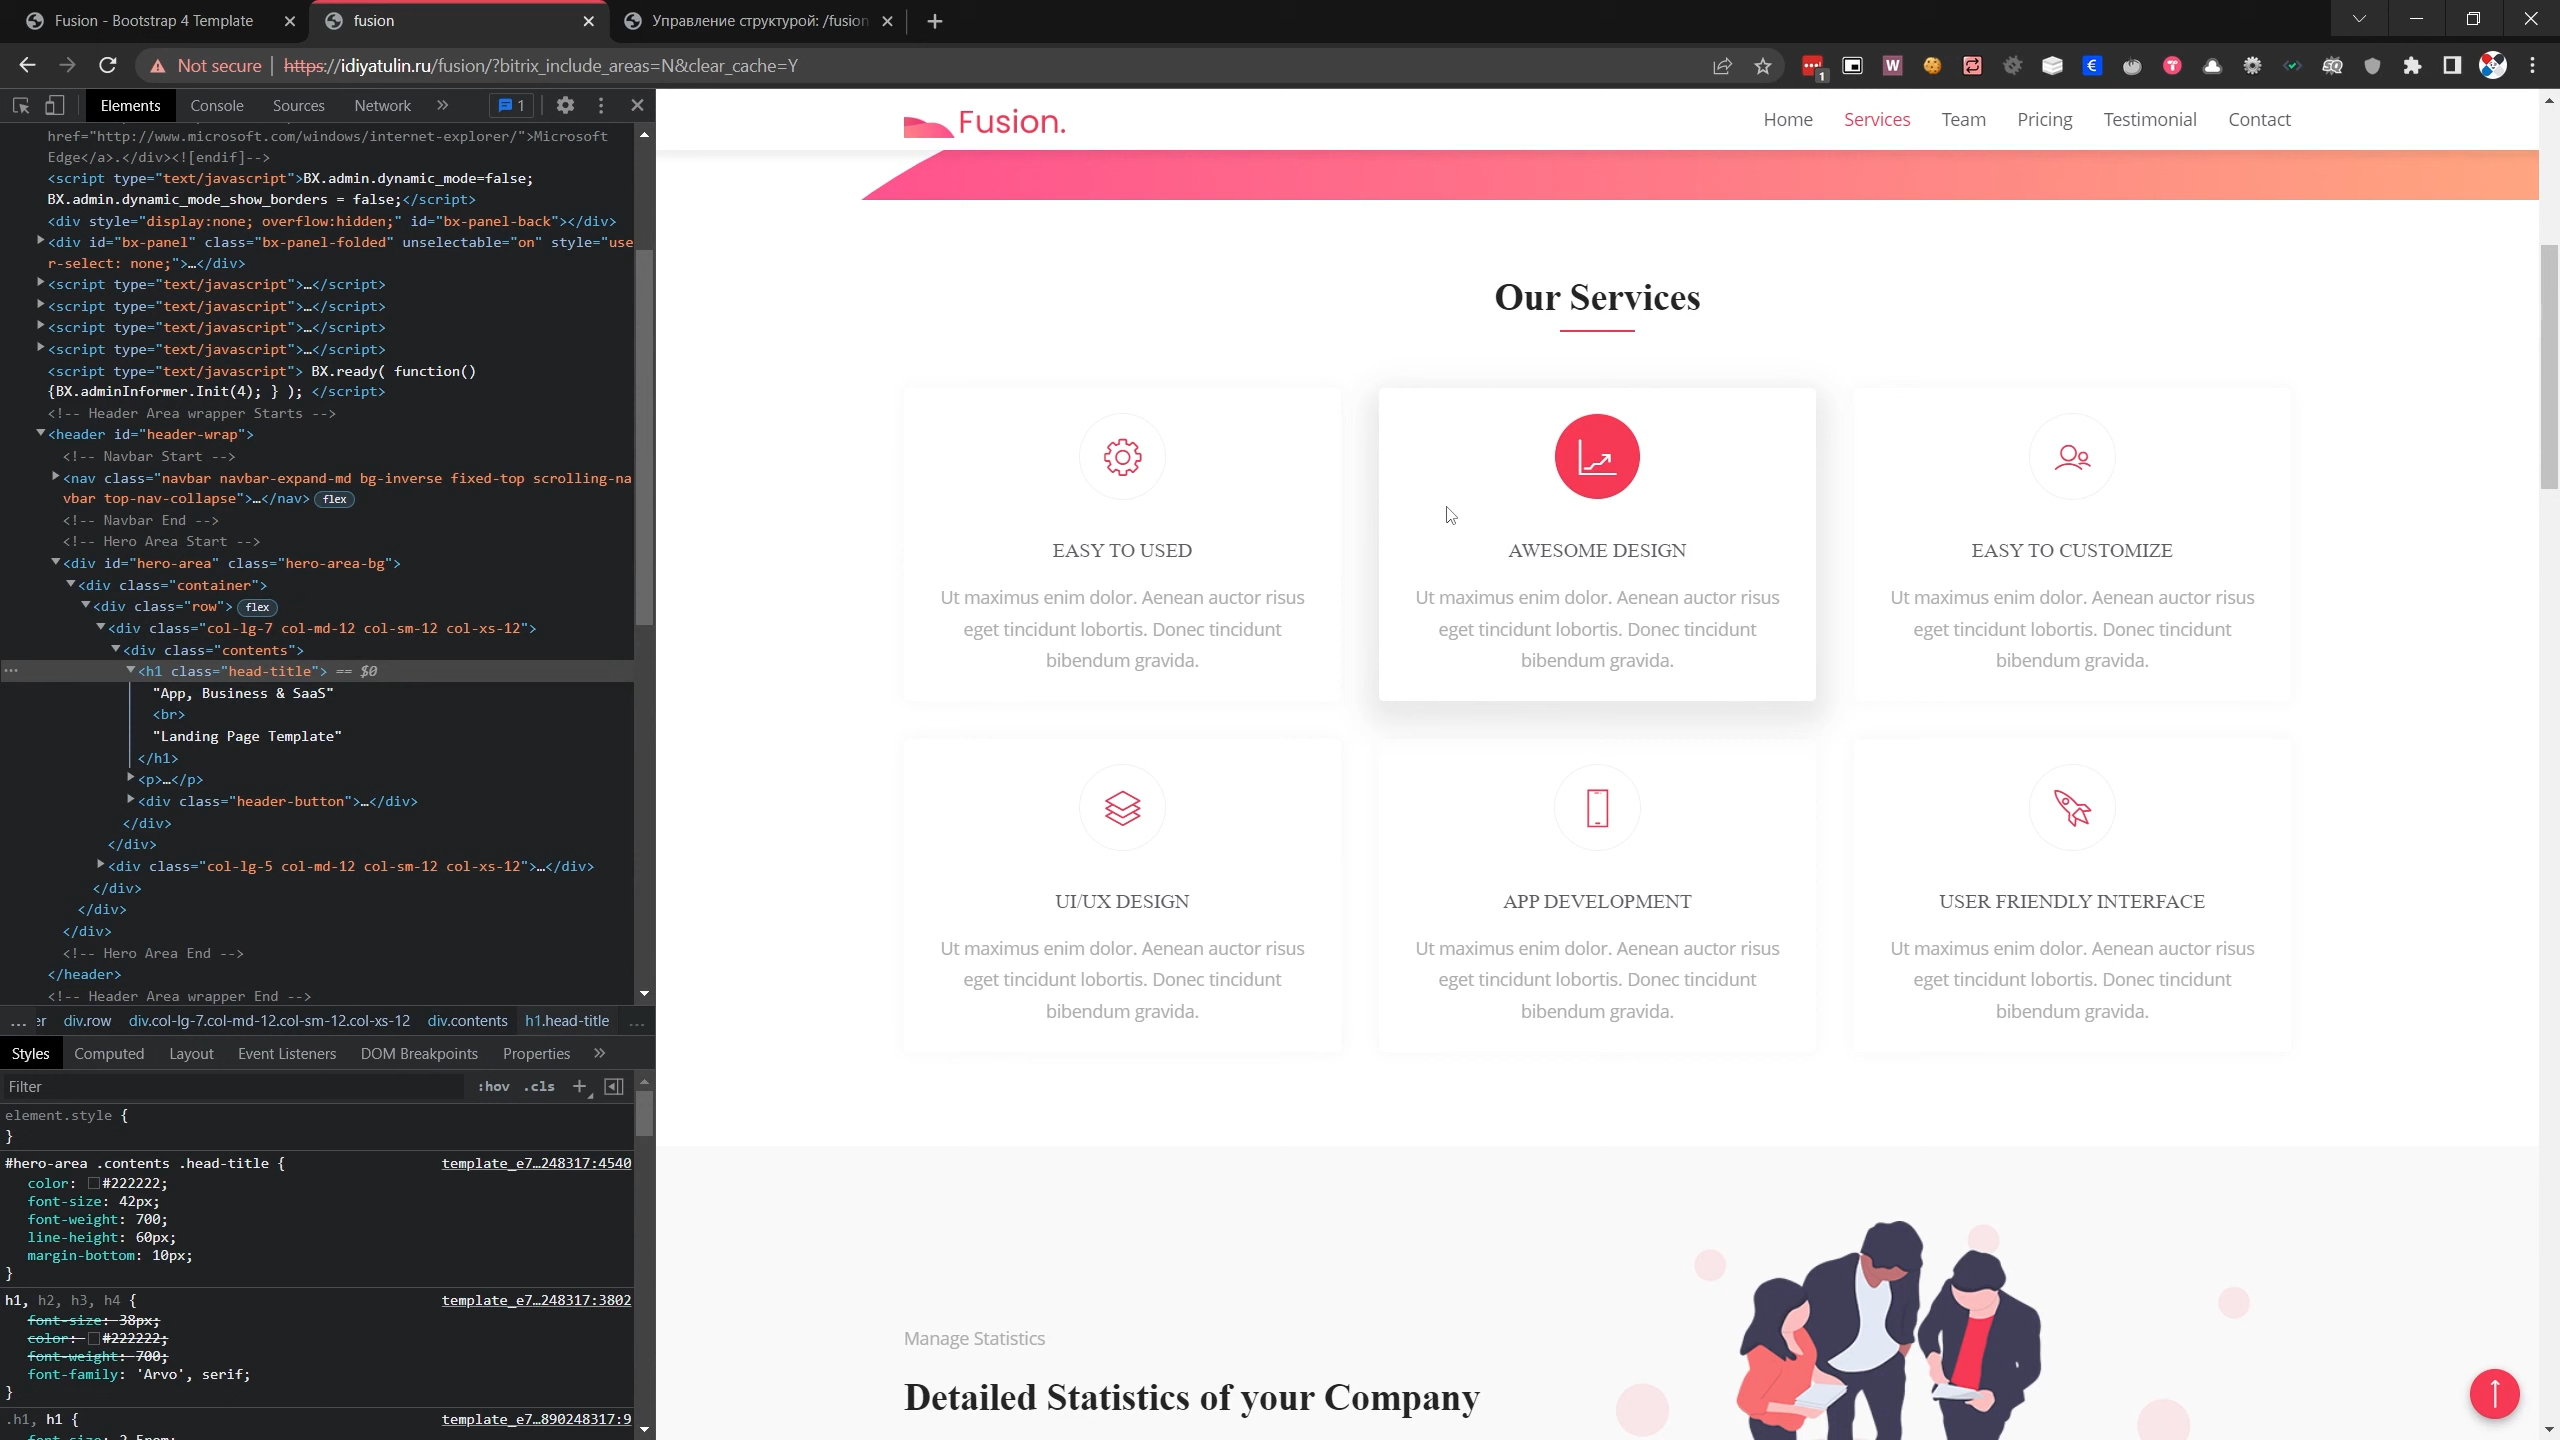 Fusion - Bootstrap 4 Template
fusion
Управление структурой: /fusion
Not secure
https://idiyatulin.ru/fusion/?bitrix_include_areas=N&clear_cache=Y
1
Elements Console Sources Network 1
href="http://www.microsoft.com/windows/internet-explorer/">Microsoft
Edge</a>.</div><![endif]-->
<script type="text/javascript">BX.admin.dynamic_mode=false;
BX.admin.dynamic_mode_show_borders = false;</script>
<div style="display:none; overflow:hidden;" id="bx-panel-back"></div>
<div id="bx-panel" class="bx-panel-folded" unselectable="on" style="use
r-select: none;">…</div>
<script type="text/javascript">…</script>
<script type="text/javascript">…</script>
<script type="text/javascript">…</script>
<script type="text/javascript">…</script>
<script type="text/javascript"> BX.ready( function()
{BX.adminInformer.Init(4); } ); </script>
<!-- Header Area wrapper Starts -->
<header id="header-wrap">
<!-- Navbar Start -->
<nav class="navbar navbar-expand-md bg-inverse fixed-top scrolling-na
vbar top-nav-collapse">…</nav> flex
<!-- Navbar End -->
<!-- Hero Area Start -->
<div id="hero-area" class="hero-area-bg">
<div class="container">
<div class="row"> flex
<div class="col-lg-7 col-md-12 col-sm-12 col-xs-12">
<div class="contents">
… <h1 class="head-title"> == $0
"App, Business & SaaS"
<br>
"Landing Page Template"
</h1>
<p>…</p>
<div class="header-button">…</div>
</div>
</div>
<div class="col-lg-5 col-md-12 col-sm-12 col-xs-12">…</div>
</div>
</div>
</div>
<!-- Hero Area End -->
</header>
<!-- Header Area wrapper End -->
… er div.row div.col-lg-7.col-md-12.col-sm-12.col-xs-12 div.contents h1.head-title …
Styles Computed Layout Event Listeners DOM Breakpoints Properties
Filter :hov .cls
element.style {
}
#hero-area .contents .head-title { template_e7…248317:4540
color: #222222;
font-size: 42px;
font-weight: 700;
line-height: 60px;
margin-bottom: 10px;
}
h1, h2, h3, h4 { template_e7…248317:3802
font-size: 38px;
color: #222222;
font-weight: 700;
font-family: 'Arvo', serif;
}
.h1, h1 { template_e7…890248317:9
Fusion.
Home Services Team Pricing Testimonial Contact
Our Services
EASY TO USED
Ut maximus enim dolor. Aenean auctor risus
eget tincidunt lobortis. Donec tincidunt
bibendum gravida.
AWESOME DESIGN
Ut maximus enim dolor. Aenean auctor risus
eget tincidunt lobortis. Donec tincidunt
bibendum gravida.
EASY TO CUSTOMIZE
Ut maximus enim dolor. Aenean auctor risus
eget tincidunt lobortis. Donec tincidunt
bibendum gravida.
UI/UX DESIGN
Ut maximus enim dolor. Aenean auctor risus
eget tincidunt lobortis. Donec tincidunt
bibendum gravida.
APP DEVELOPMENT
Ut maximus enim dolor. Aenean auctor risus
eget tincidunt lobortis. Donec tincidunt
bibendum gravida.
USER FRIENDLY INTERFACE
Ut maximus enim dolor. Aenean auctor risus
eget tincidunt lobortis. Donec tincidunt
bibendum gravida.
Manage Statistics
Detailed Statistics of your Company